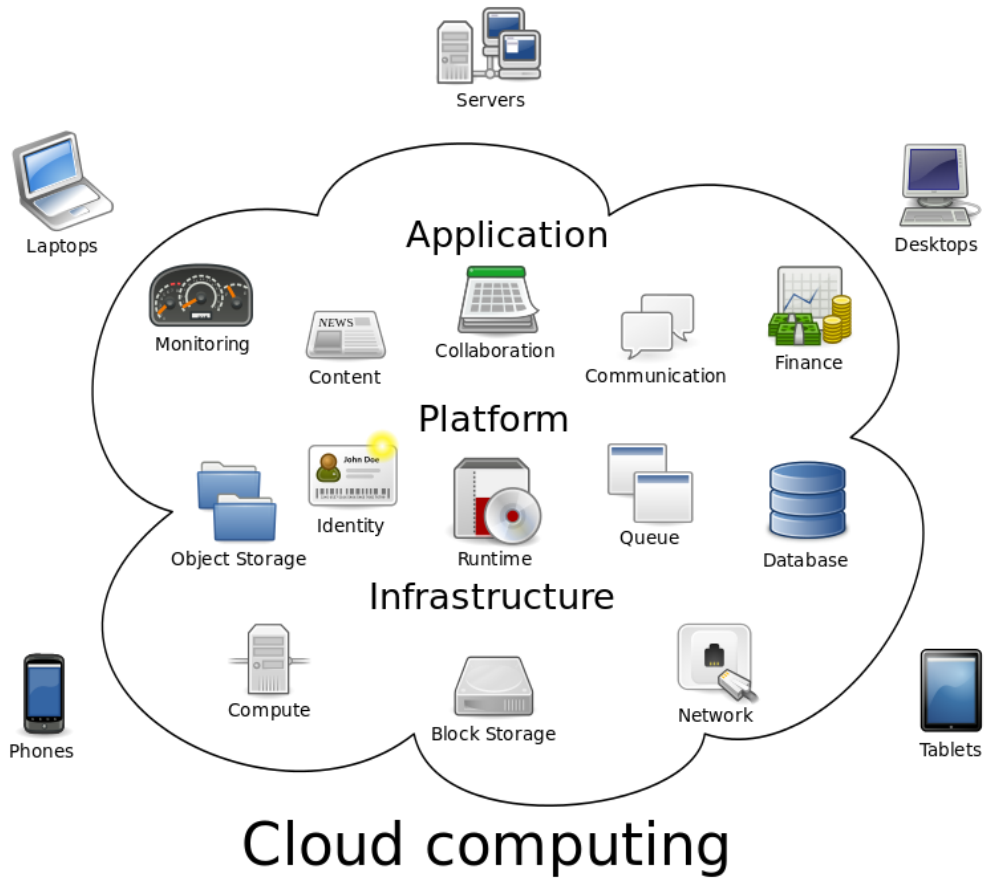 Servers
Laptops
Desktops
Application
Monitoring
NEWS
Content
Collaboration
Communication
Finance
Platform
John Doe
Object Storage
Identity
Runtime
Queue
Database
Infrastructure
Compute
Block Storage
Network
Phones
Tablets
Cloud computing